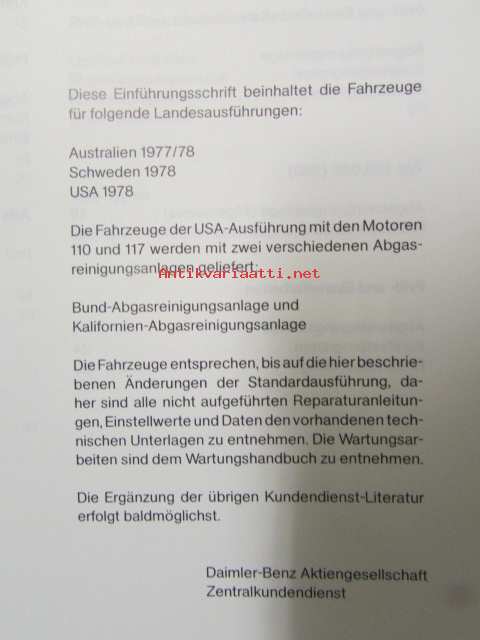 Diese Einführungsschrift beinhaltet die Fahrzeuge
für folgende Landesausführungen:
Australien 1977/78
Schweden 1978
USA 1978
Die Fahrzeuge der USA-Ausführung mit den Motoren
110 und 117 werden mit zwei verschiedenen Abgas-
reinigungsanlagen geliefert:
Antikvariaatti.net
Bund-Abgasreinigungsanlage und
Kalifornien-Abgasreinigungsanlage
Die Fahrzeuge entsprechen, bis auf die hier beschrie-
benen Änderungen der Standardausführung, da-
her sind alle nicht aufgeführten Reparaturanleitun-
gen, Einstellwerte und Daten den vorhandenen tech-
nischen Unterlagen zu entnehmen. Die Wartungsar-
beiten sind dem Wartungshandbuch zu entnehmen.
Die Ergänzung der übrigen Kundendienst-Literatur
erfolgt baldmöglichst.
Daimler-Benz Aktiengesellschaft
Zentralkundendienst